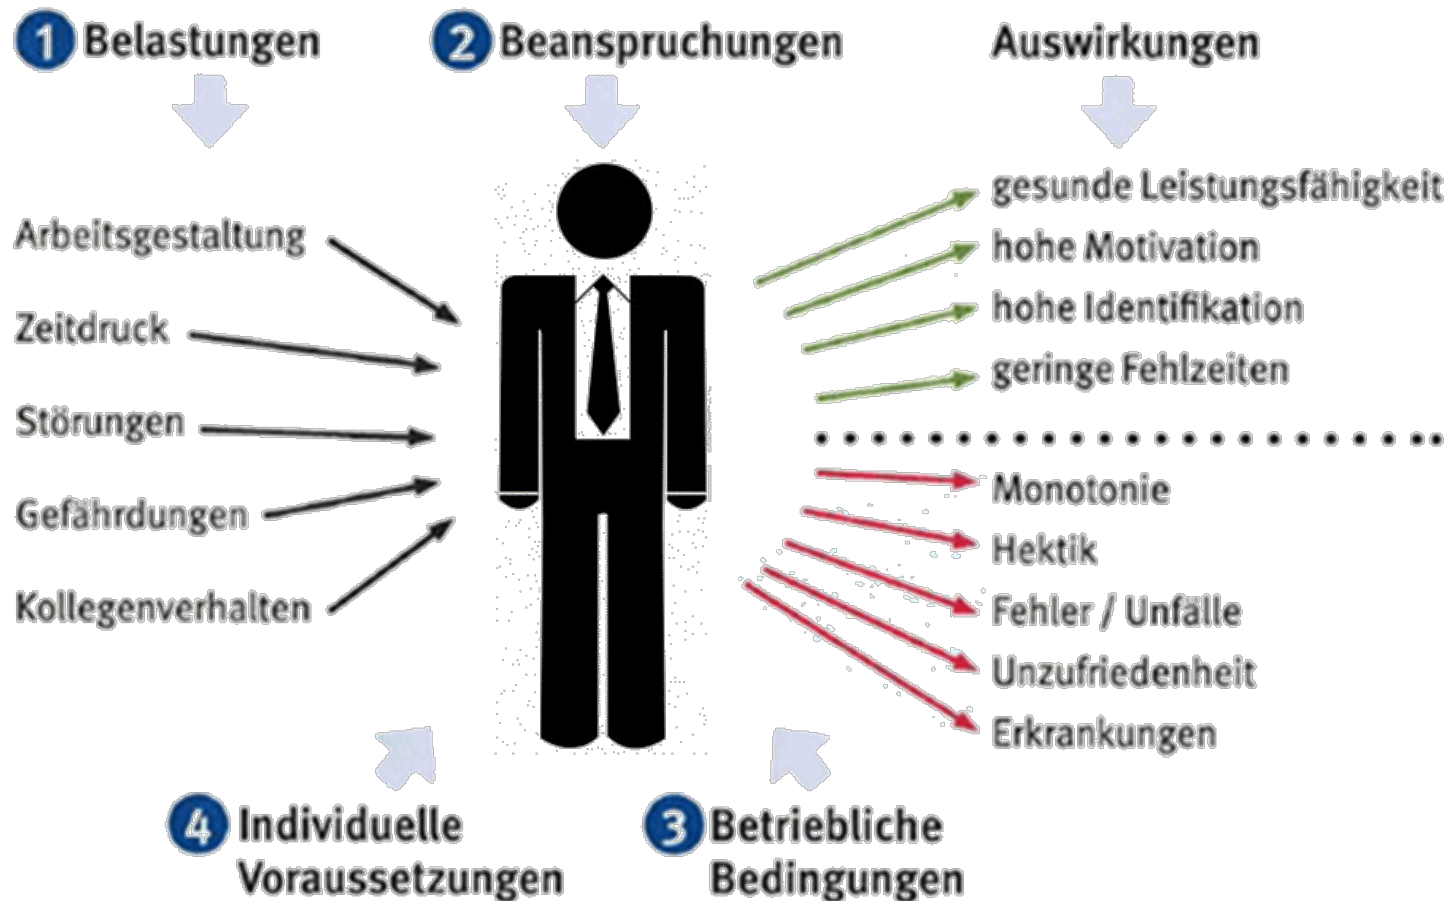 1 Belastungen
2 Beanspruchungen
Auswirkungen
Arbeitsgestaltung
Zeitdruck
Störungen
Gefährdungen
Kollegenverhalten
gesunde Leistungsfähigkeit
hohe Motivation
hohe Identifikation
geringe Fehlzeiten
Monotonie
Hektik
Fehler / Unfälle
Unzufriedenheit
Erkrankungen
4 Individuelle
Voraussetzungen
3 Betriebliche
Bedingungen